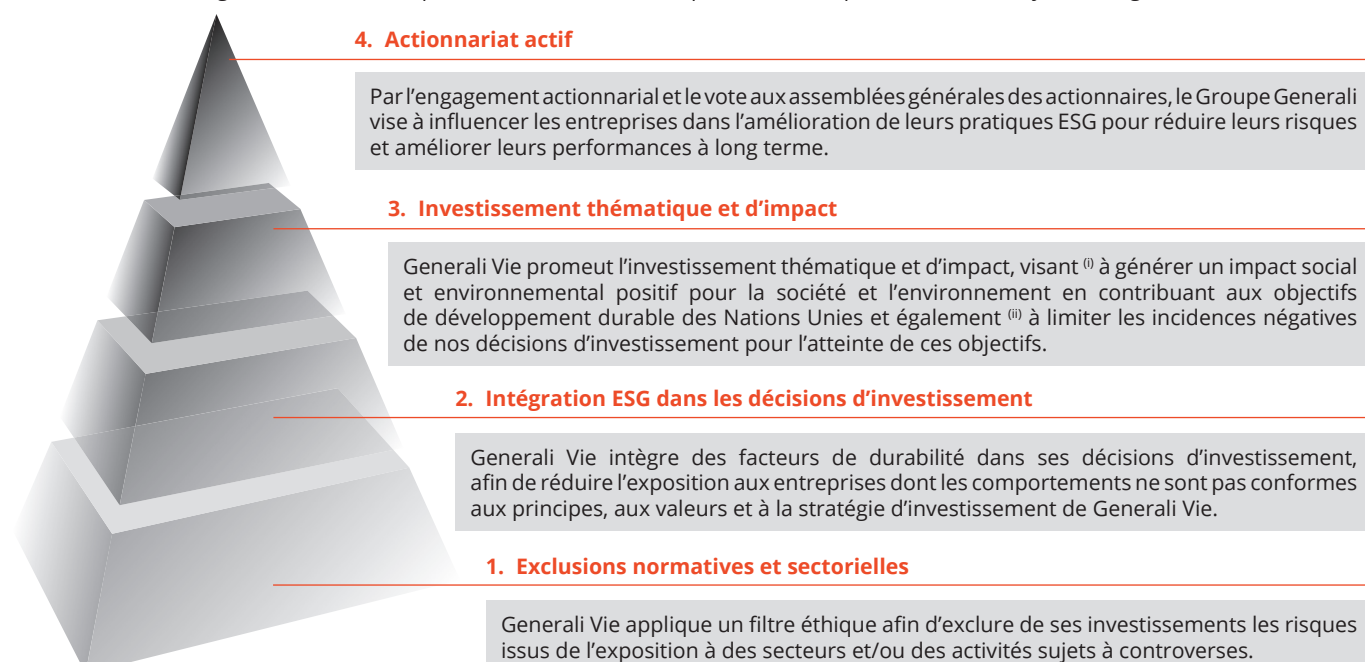 4. Actionnariat actif
Par l'engagement actionnarial et le vote aux assemblées générales des actionnaires, le Groupe Generali
vise à influencer les entreprises dans l'amélioration de leurs pratiques ESG pour réduire leurs risques
et améliorer leurs performances à long terme.
3. Investissement thématique et d'impact
Generali Vie promeut l'investissement thématique et d'impact, visant (i) à générer un impact social
et environnemental positif pour la société et l'environnement en contribuant aux objectifs
de développement durable des Nations Unies et également (ii) à limiter les incidences négatives
de nos décisions d'investissement pour l'atteinte de ces objectifs.
2. Intégration ESG dans les décisions d'investissement
Generali Vie intègre des facteurs de durabilité dans ses décisions d'investissement,
afin de réduire l'exposition aux entreprises dont les comportements ne sont pas conformes
aux principes, aux valeurs et à la stratégie d'investissement de Generali Vie.
1. Exclusions normatives et sectorielles
Generali Vie applique un filtre éthique afin d'exclure de ses investissements les risques
issus de l'exposition à des secteurs et/ou des activités sujets à controverses.